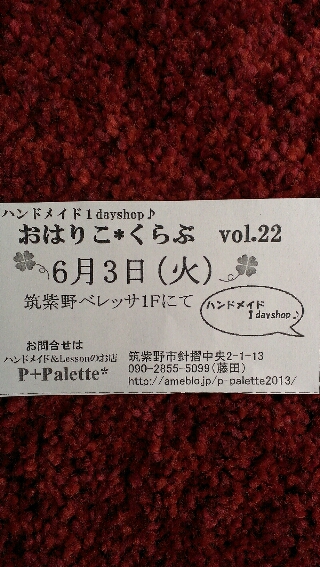 ハンドメイド1dayshop♪
おはりこ*くらぶ vol.22
6月3日(火)
筑紫野ベレッサ1Fにて
ハンドメイド
1dayshop♪
お問合せは
ハンドメイド&Lessonのお店
P+Palette*
筑紫野市針摺中央2-1-13
090-2855-5099(藤田)
http://ameblo.jp/p-palette2013/